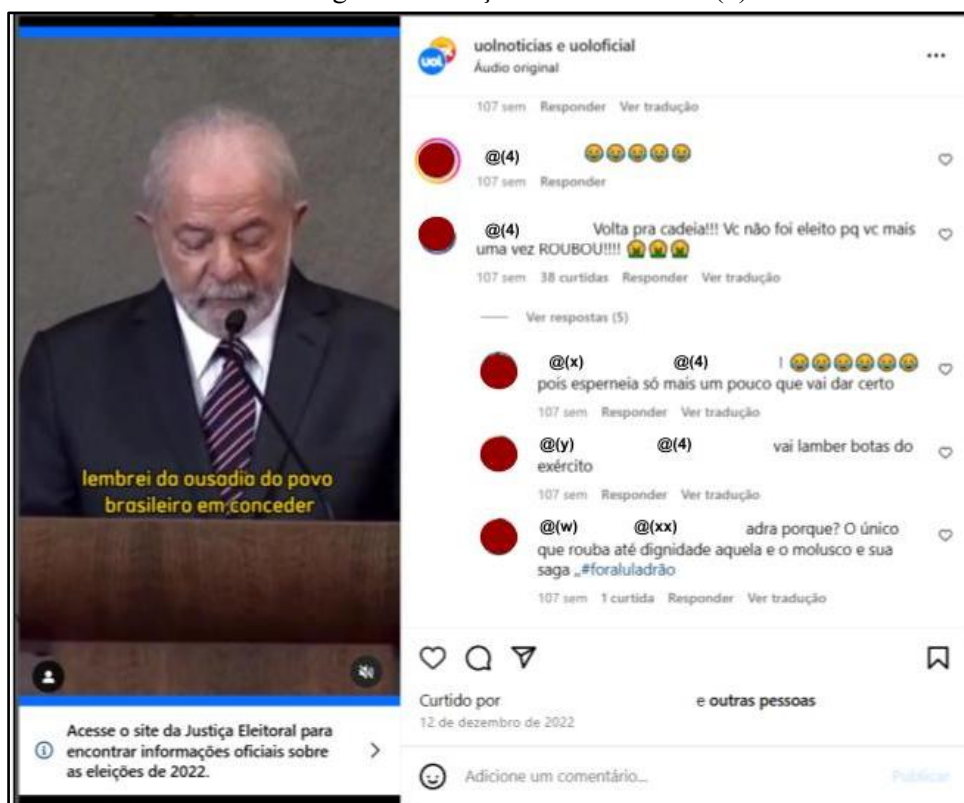 uolnoticias e uoloficial
Áudio original
107 sem Responder Ver tradução
@(4) 😂😂😂😂😂
107 sem Responder
@(4) Volta pra cadeia!!! Vc não foi eleito pq vc mais
uma vez ROUBOU!!!! 🤮🤮🤮
107 sem 38 curtidas Responder Ver tradução
Ver respostas (5)
@(x) @(4) 😂😂😂😂😂😂
pois esperneia só mais um pouco que vai dar certo
107 sem Responder Ver tradução
@(y) @(4) vai lamber botas do
exército
107 sem Responder Ver tradução
@(w) @(xx) adra porque? O único
que rouba até dignidade aquela e o molusco e sua
saga ,,#foraluladrão
107 sem 1 curtida Responder Ver tradução
Curtido por e outras pessoas
12 de dezembro de 2022
Adicione um comentário...
Publicar
uol
lembrei da ousadia do povo
brasileiro em conceder
Acesse o site da Justiça Eleitoral para
encontrar informações oficiais sobre
as eleições de 2022.